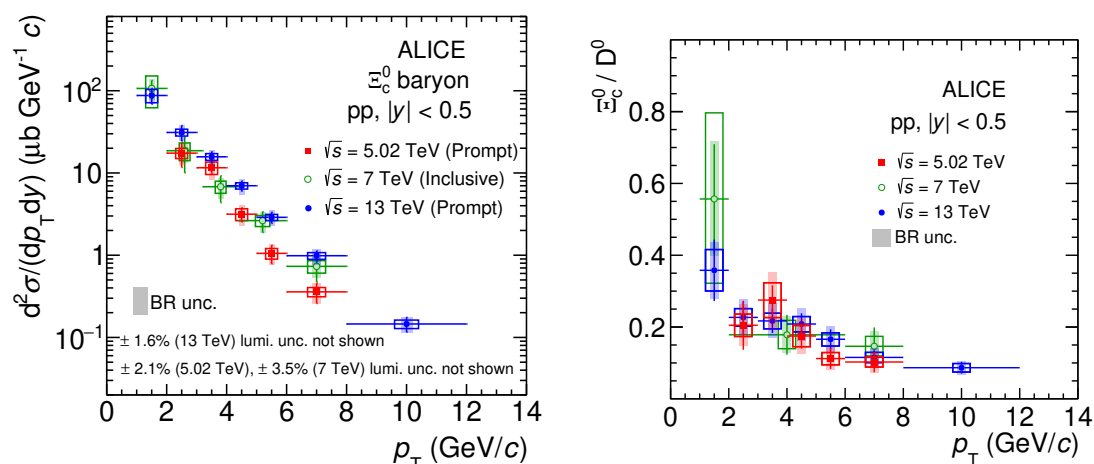 ALICE
Ξ⁰c baryon
pp, |y| < 0.5
√s = 5.02 TeV (Prompt)
√s = 7 TeV (Inclusive)
√s = 13 TeV (Prompt)
BR unc.
± 1.6% (13 TeV) lumi. unc. not shown
± 2.1% (5.02 TeV), ± 3.5% (7 TeV) lumi. unc. not shown
d²σ/(dpTdy) (μb GeV⁻¹ c)
10²
10
1
10⁻¹
0 2 4 6 8 10 12 14
pT (GeV/c)
Ξ⁰c / D⁰
ALICE
pp, |y| < 0.5
√s = 5.02 TeV
√s = 7 TeV
√s = 13 TeV
BR unc.
0.8
0.6
0.4
0.2
0 2 4 6 8 10 12 14
pT (GeV/c)